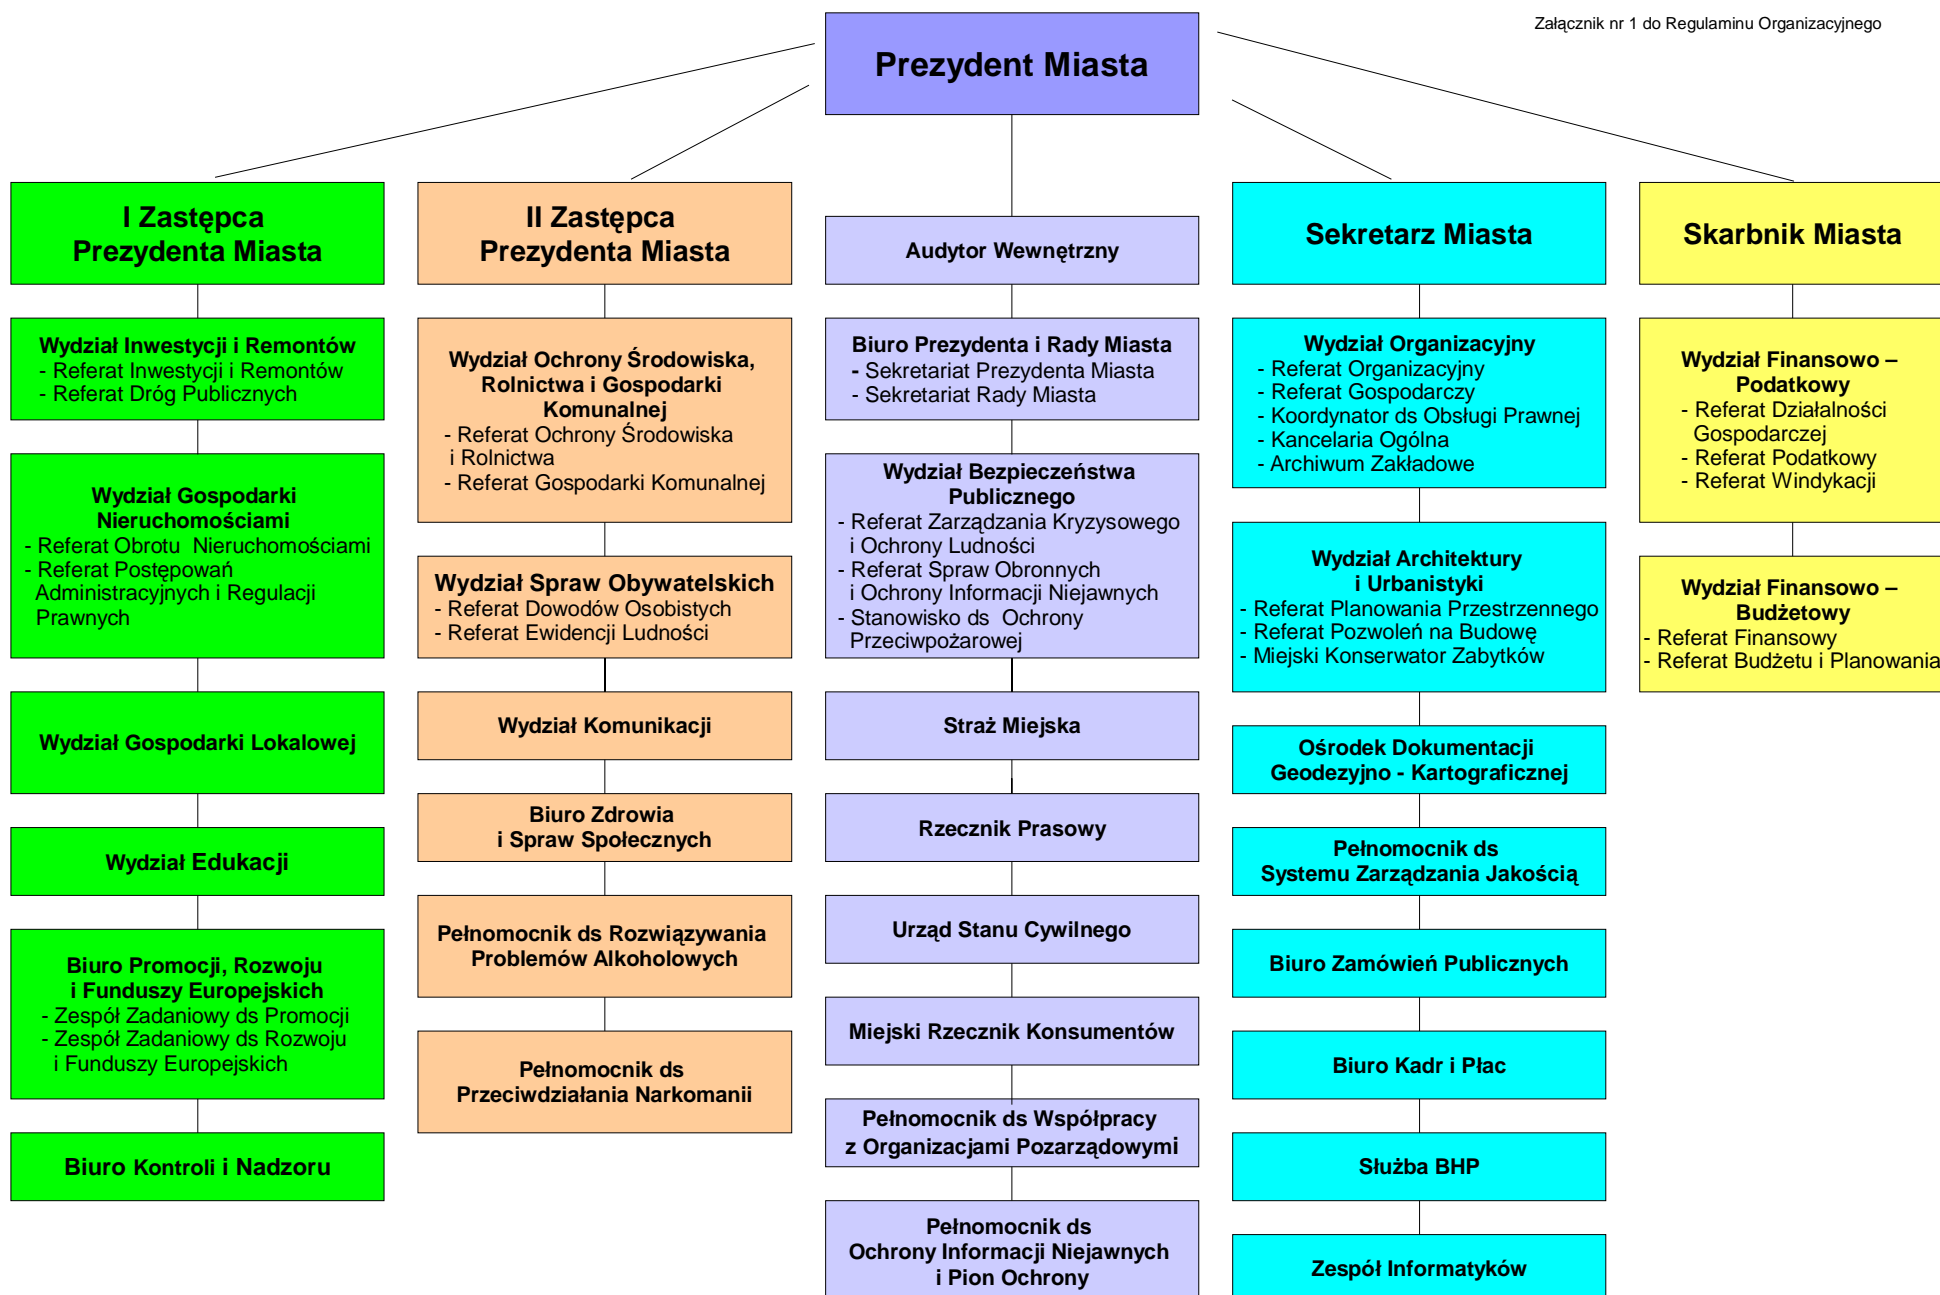 Załącznik nr 1 do Regulaminu Organizacyjnego
Prezydent Miasta
I Zastępca
Prezydenta Miasta
Wydział Inwestycji i Remontów
- Referat Inwestycji i Remontów
- Referat Dróg Publicznych
Wydział Gospodarki
Nieruchomościami
- Referat Obrotu Nieruchomościami
- Referat Postępowań
Administracyjnych i Regulacji
Prawnych
Wydział Gospodarki Lokalowej
Wydział Edukacji
Biuro Promocji, Rozwoju
i Funduszy Europejskich
- Zespół Zadaniowy ds Promocji
- Zespół Zadaniowy ds Rozwoju
i Funduszy Europejskich
Biuro Kontroli i Nadzoru
II Zastępca
Prezydenta Miasta
Wydział Ochrony Środowiska,
Rolnictwa i Gospodarki
Komunalnej
- Referat Ochrony Środowiska
i Rolnictwa
- Referat Gospodarki Komunalnej
Wydział Spraw Obywatelskich
- Referat Dowodów Osobistych
- Referat Ewidencji Ludności
Wydział Komunikacji
Biuro Zdrowia
i Spraw Społecznych
Pełnomocnik ds Rozwiązywania
Problemów Alkoholowych
Pełnomocnik ds
Przeciwdziałania Narkomanii
Audytor Wewnętrzny
Biuro Prezydenta i Rady Miasta
- Sekretariat Prezydenta Miasta
- Sekretariat Rady Miasta
Wydział Bezpieczeństwa
Publicznego
- Referat Zarządzania Kryzysowego
i Ochrony Ludności
- Referat Spraw Obronnych
i Ochrony Informacji Niejawnych
- Stanowisko ds Ochrony
Przeciwpożarowej
Straż Miejska
Rzecznik Prasowy
Urząd Stanu Cywilnego
Miejski Rzecznik Konsumentów
Pełnomocnik ds Współpracy
z Organizacjami Pozarządowymi
Pełnomocnik ds
Ochrony Informacji Niejawnych
i Pion Ochrony
Sekretarz Miasta
Wydział Organizacyjny
- Referat Organizacyjny
- Referat Gospodarczy
- Koordynator ds Obsługi Prawnej
- Kancelaria Ogólna
- Archiwum Zakładowe
Wydział Architektury
i Urbanistyki
- Referat Planowania Przestrzennego
- Referat Pozwoleń na Budowę
- Miejski Konserwator Zabytków
Ośrodek Dokumentacji
Geodezyjno - Kartograficznej
Pełnomocnik ds
Systemu Zarządzania Jakością
Biuro Zamówień Publicznych
Biuro Kadr i Płac
Służba BHP
Zespół Informatyków
Skarbnik Miasta
Wydział Finansowo –
Podatkowy
- Referat Działalności
Gospodarczej
- Referat Podatkowy
- Referat Windykacji
Wydział Finansowo –
Budżetowy
- Referat Finansowy
- Referat Budżetu i Planowania